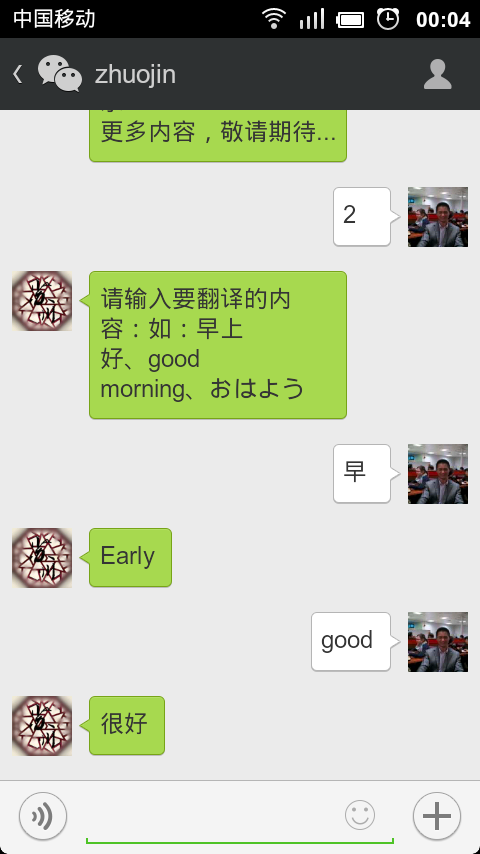 中国移动
00:04
zhuojin
更多内容，敬请期待...
2
请输入要翻译的内
容：如：早上
好、good
morning、おはよう
早
Early
good
很好